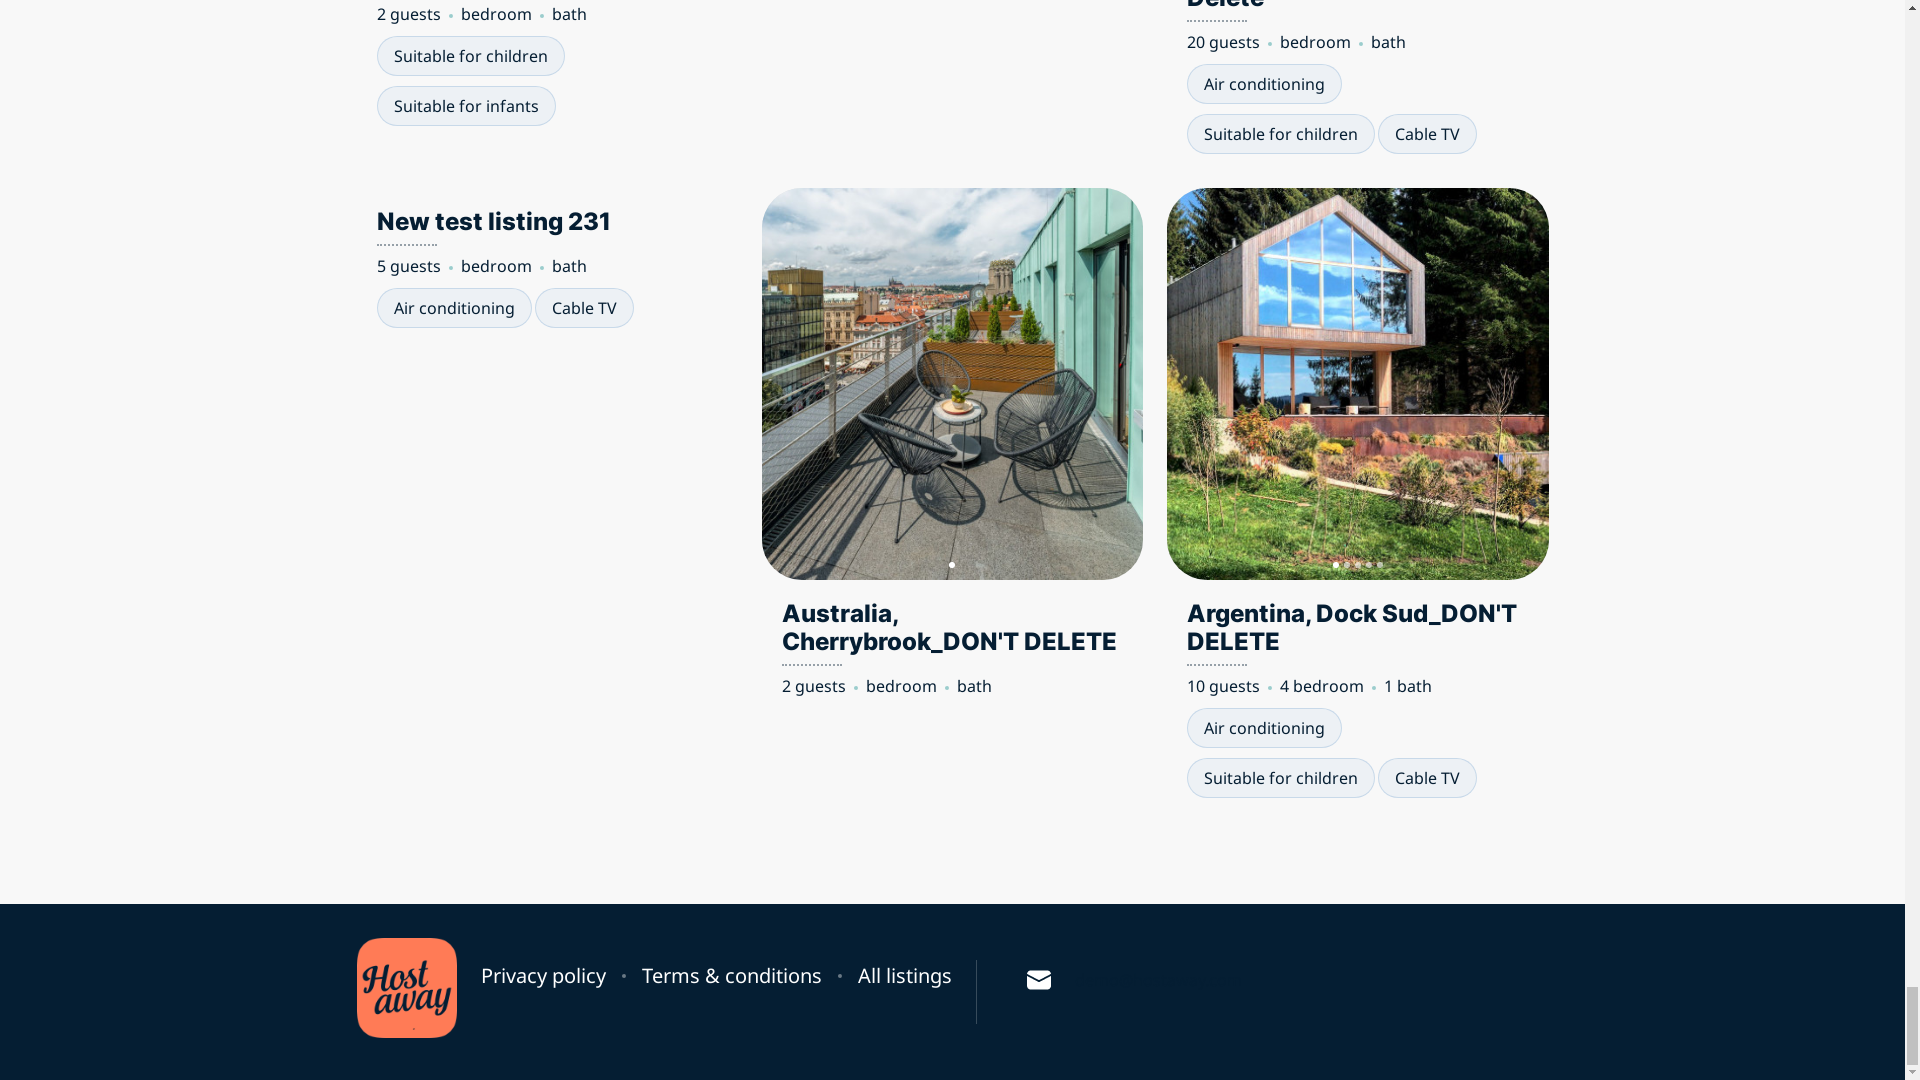 2 guests • bedroom • bath
Suitable for children
Suitable for infants
Delete
20 guests • bedroom • bath
Air conditioning
Suitable for children
Cable TV
New test listing 231
5 guests • bedroom • bath
Air conditioning
Cable TV
Australia,
Cherrybrook_DON'T DELETE
2 guests • bedroom • bath
Argentina, Dock Sud_DON'T
DELETE
10 guests • 4 bedroom • 1 bath
Air conditioning
Suitable for children
Cable TV
Host
away
Privacy policy • Terms & conditions • All listings